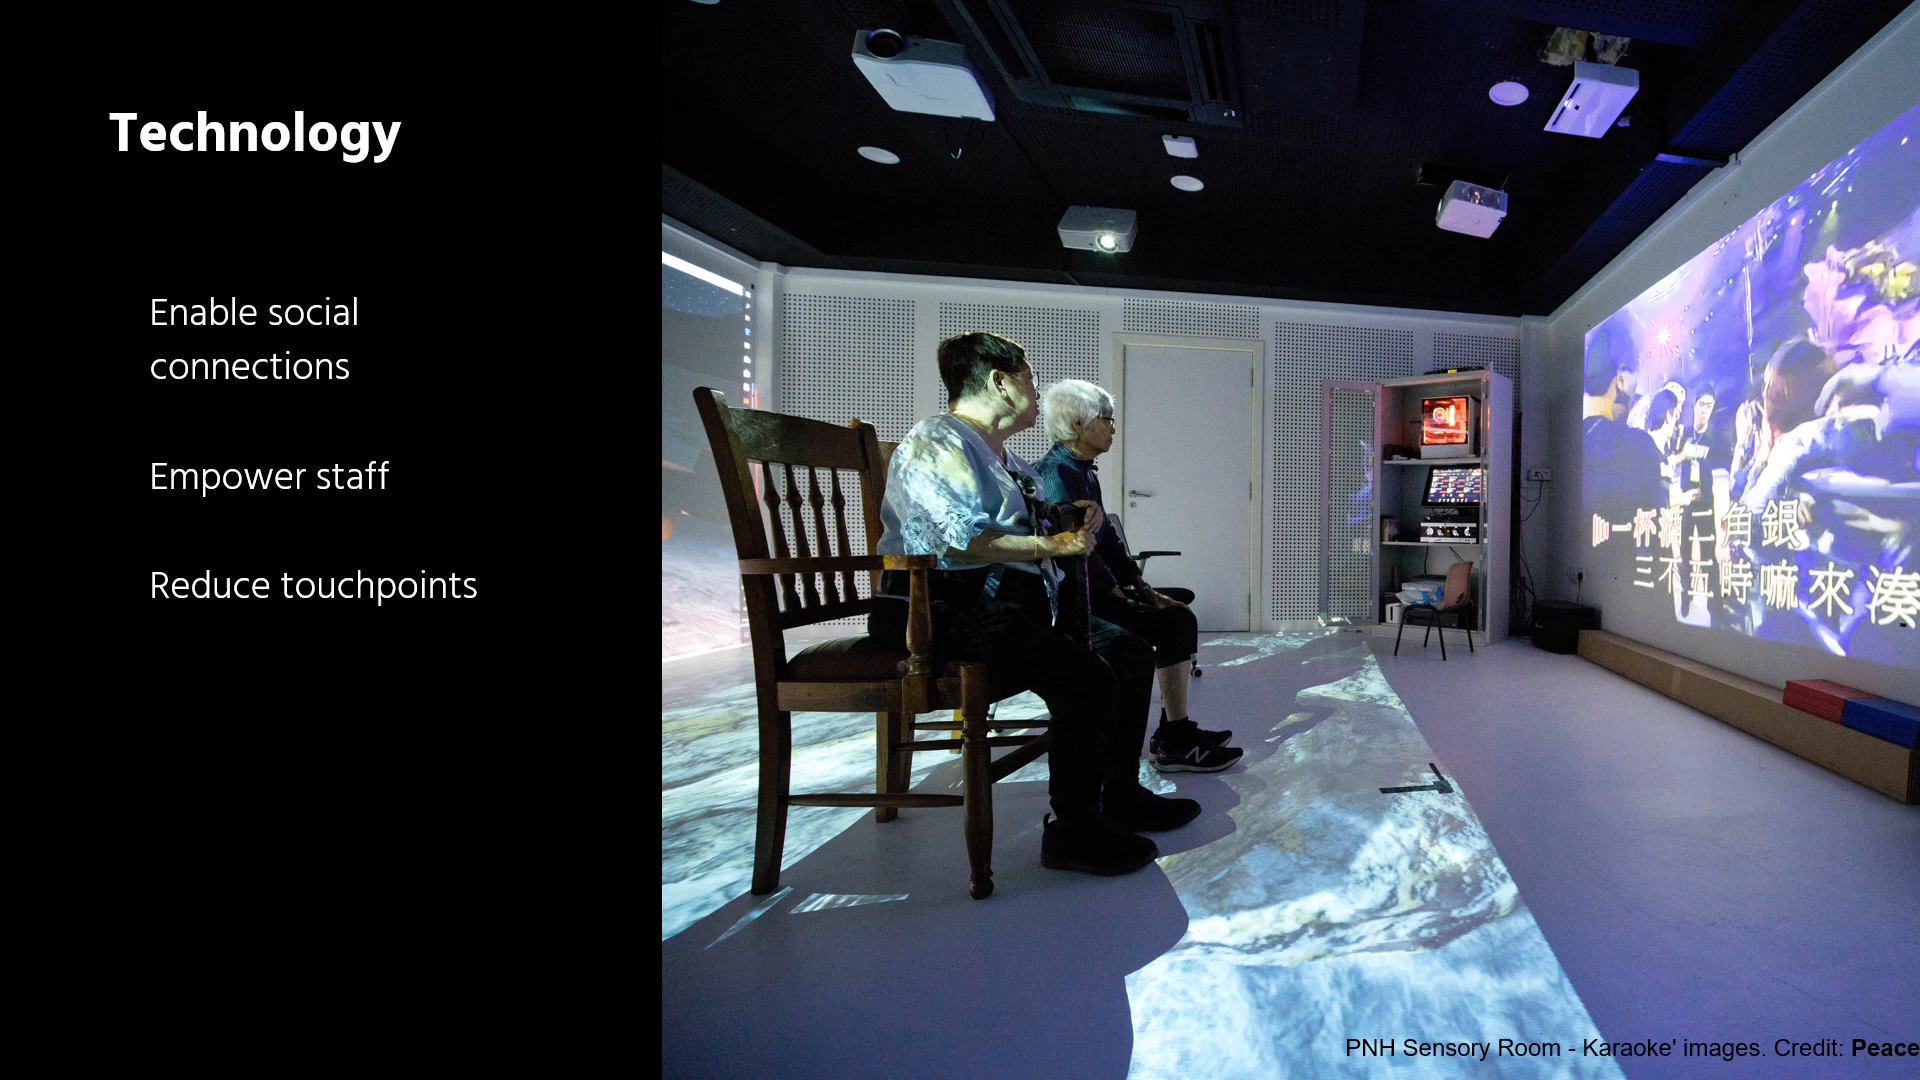 Technology
Enable social
connections
Empower staff
Reduce touchpoints
一杯酒二角銀
三不五時嘛來湊
PNH Sensory Room - Karaoke' images. Credit: Peace